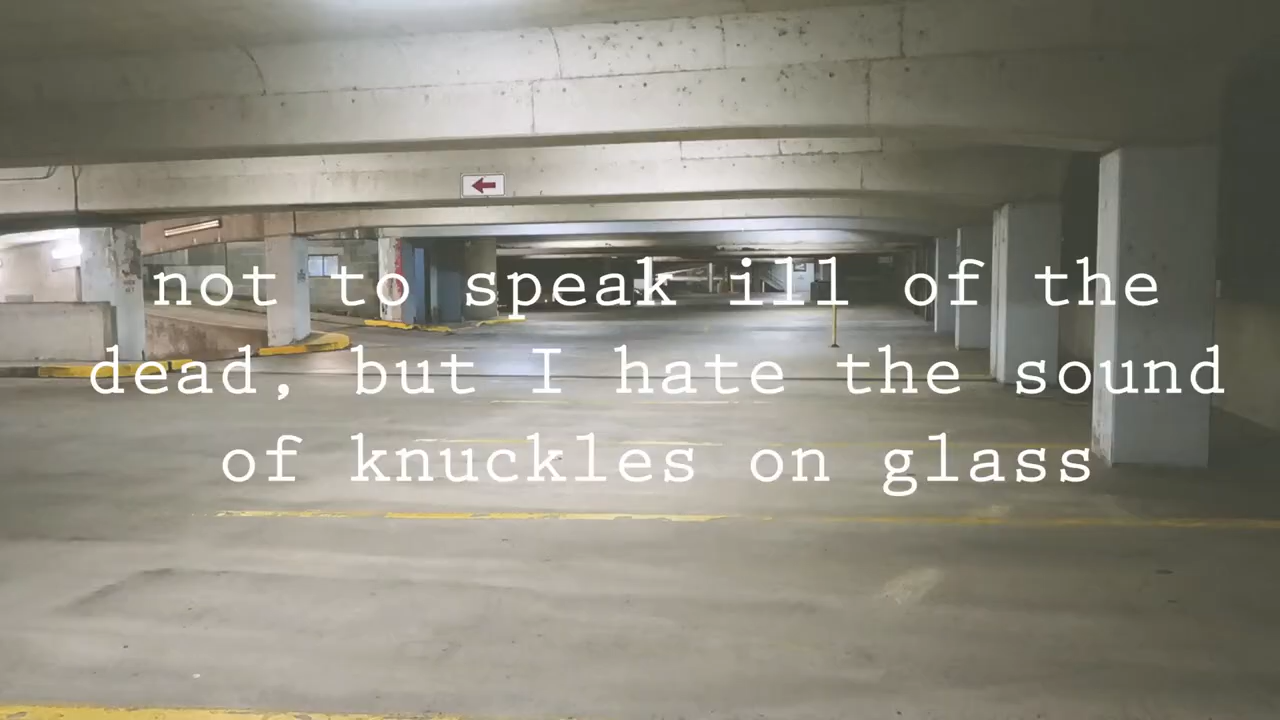 not to speak ill of the
dead, but I hate the sound
of knuckles on glass